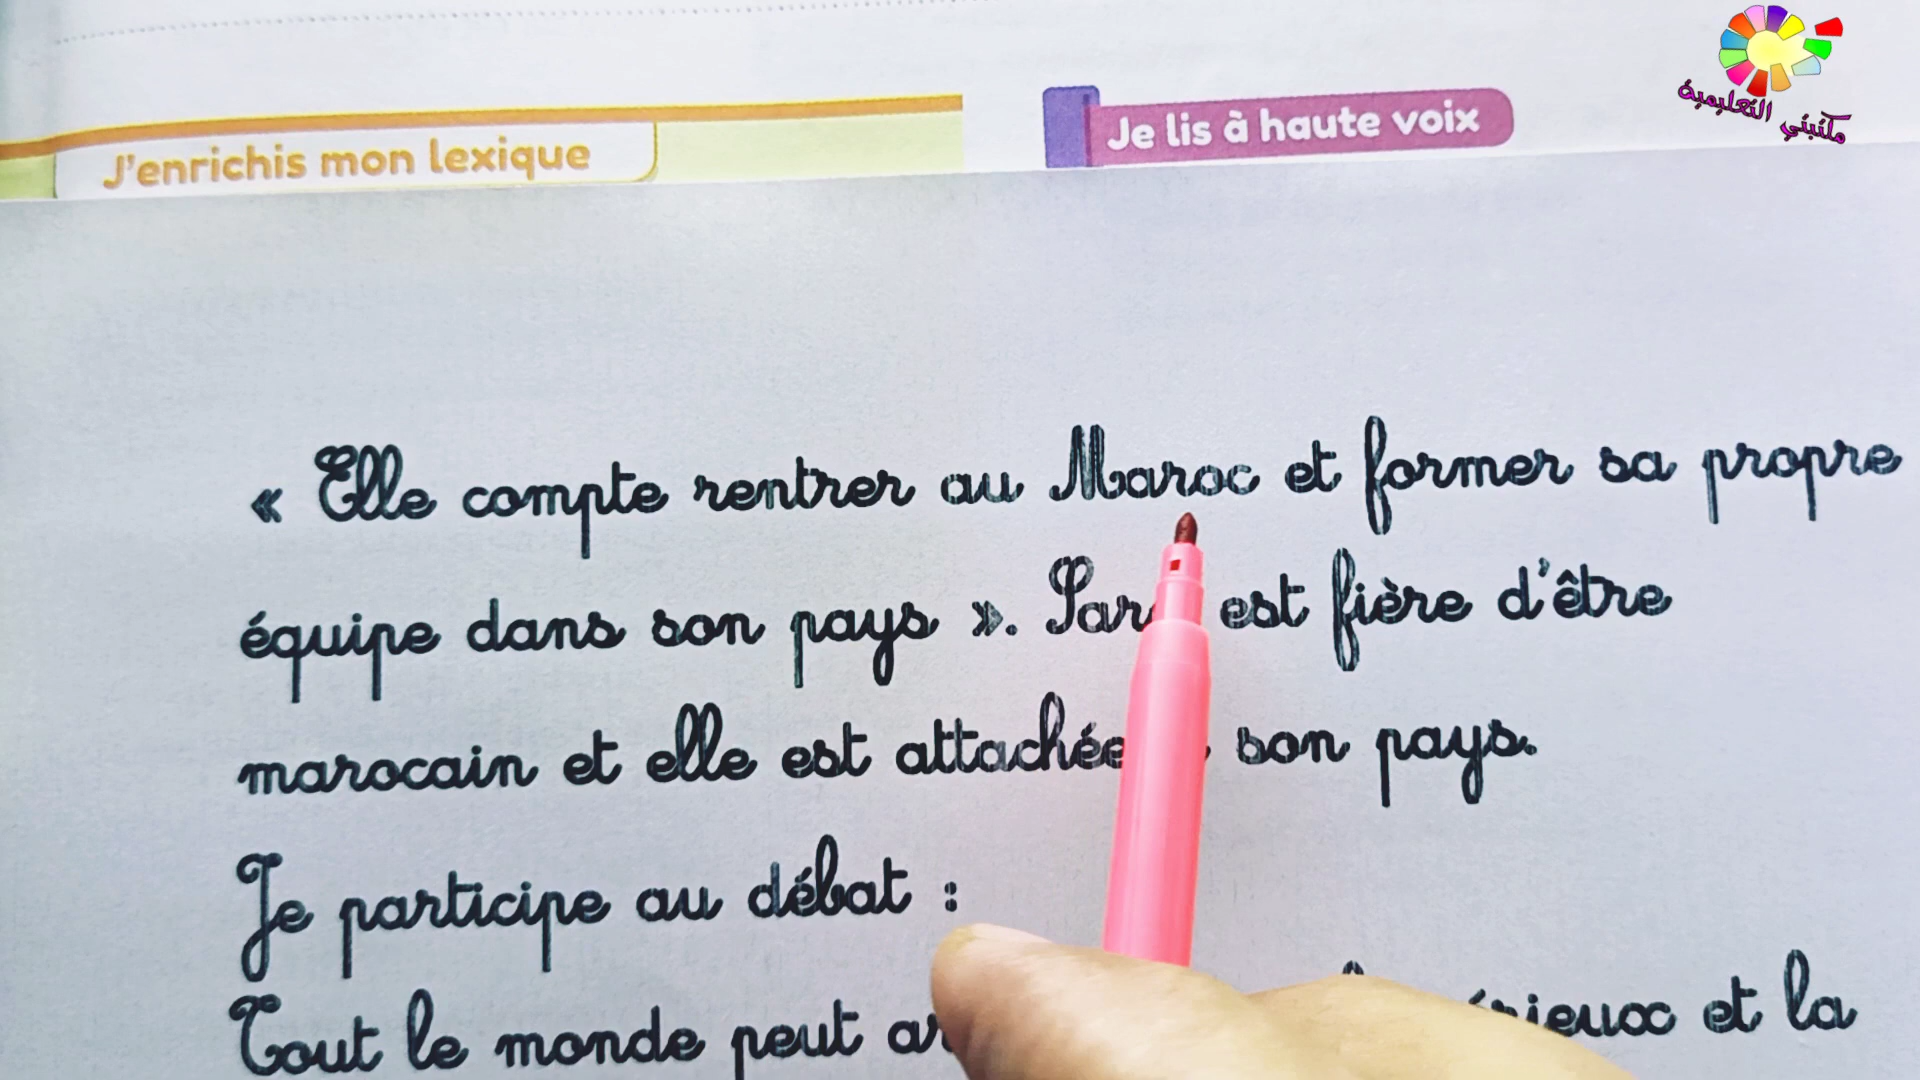 مكتبتي التعليمية
J'enrichis mon lexique
Je lis à haute voix
« Elle compte rentrer au Maroc et former sa propre
équipe dans son pays ». est fière d'être
marocain et elle est attachée son pays.
Je participe au débat :
Tout le monde peut et la